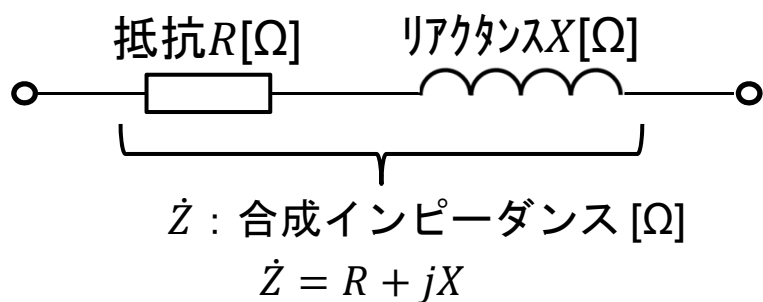 抵抗R[Ω] リアクタンスX[Ω]
Ż：合成インピーダンス [Ω]
Ż = R + jX